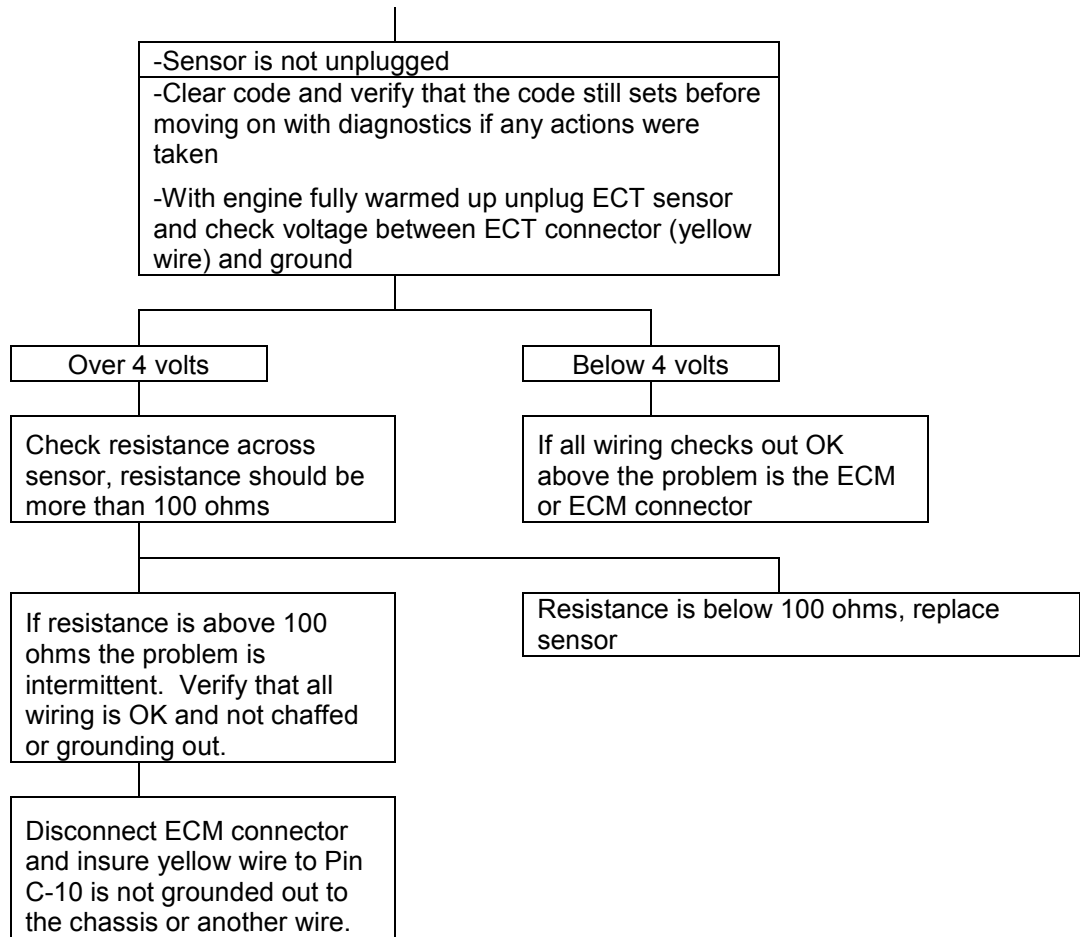 -Sensor is not unplugged
-Clear code and verify that the code still sets before
moving on with diagnostics if any actions were
taken
-With engine fully warmed up unplug ECT sensor
and check voltage between ECT connector (yellow
wire) and ground
Over 4 volts
Below 4 volts
Check resistance across
sensor, resistance should be
more than 100 ohms
If all wiring checks out OK
above the problem is the ECM
or ECM connector
If resistance is above 100
ohms the problem is
intermittent.  Verify that all
wiring is OK and not chaffed
or grounding out.
Resistance is below 100 ohms, replace
sensor
Disconnect ECM connector
and insure yellow wire to Pin
C-10 is not grounded out to
the chassis or another wire.